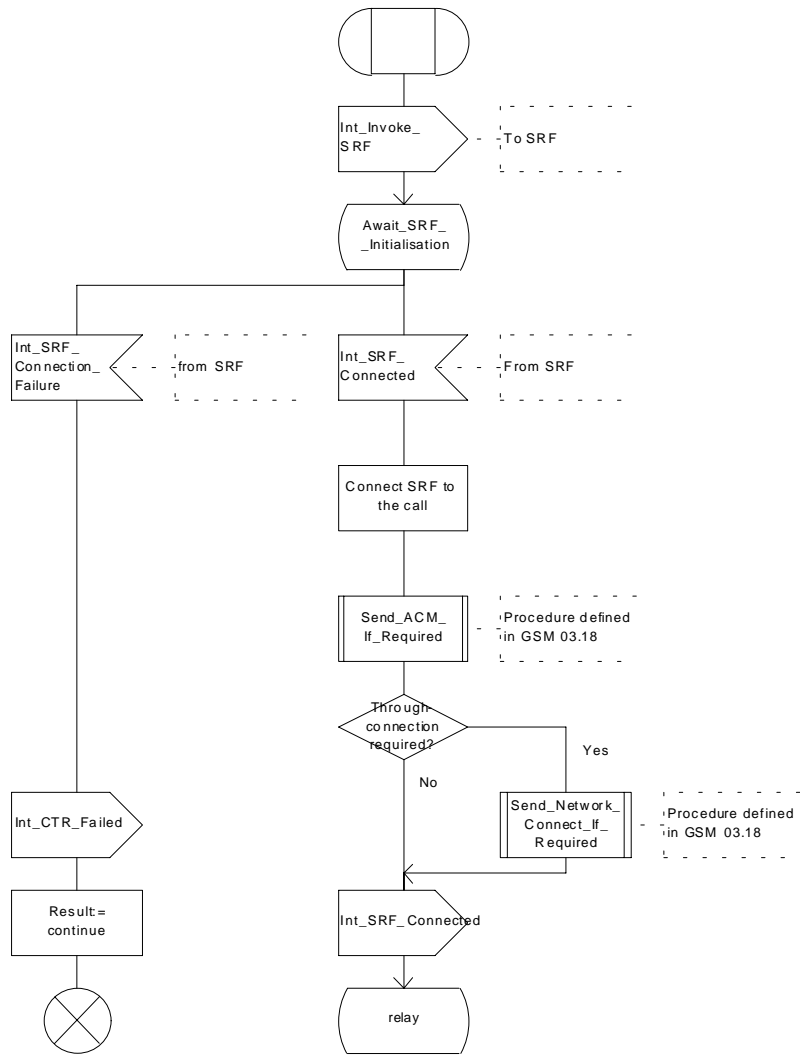 Int_Invoke_
SRF
To SRF
Await_SRF_
_Initialisation
Int_SRF_
Connection_
Failure
from SRF
Int_SRF_
Connected
From SRF
Connect SRF to
the call
Send_ACM_
If_Required
Procedure defined
in GSM 03.18
Through-
connection
required?
Yes
No
Int_CTR_Failed
Send_Network_
Connect_If_
Required
Procedure defined
in GSM 03.18
Result:=
continue
Int_SRF_Connected
relay